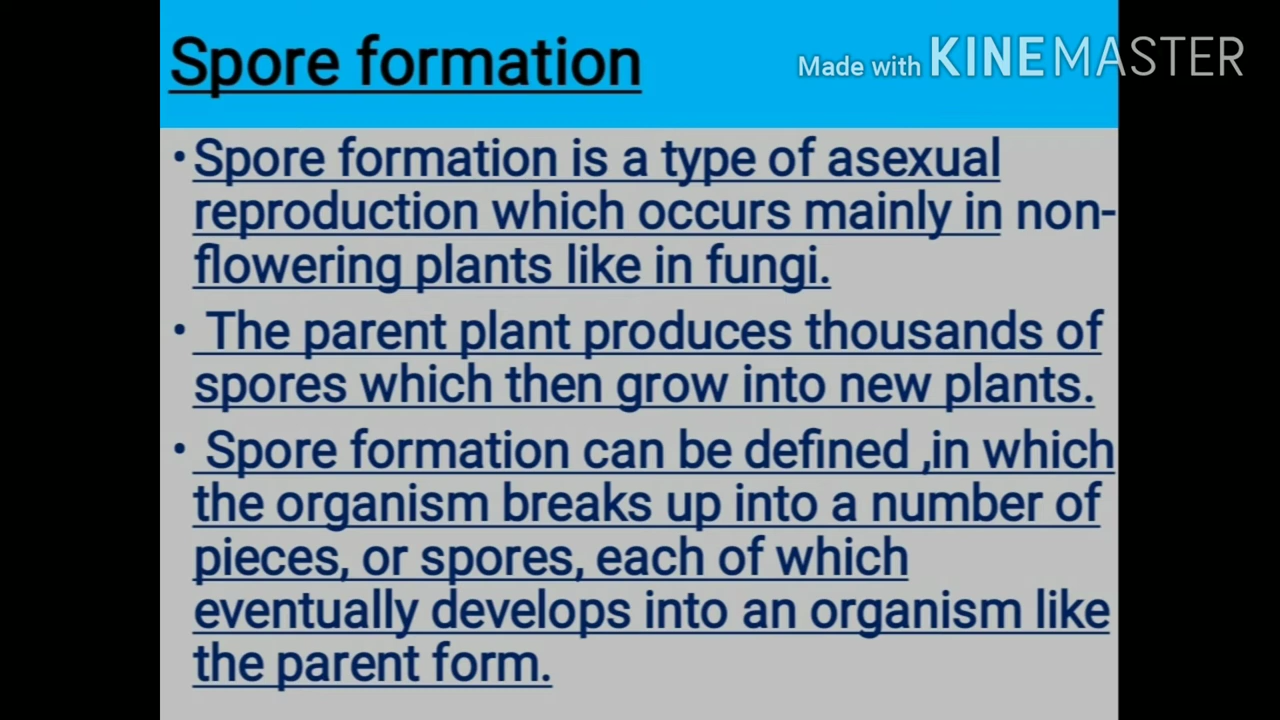 Spore formation
Made with KINEMASTER
• Spore formation is a type of asexual
reproduction which occurs mainly in non-
flowering plants like in fungi.
• The parent plant produces thousands of
spores which then grow into new plants.
• Spore formation can be defined ,in which
the organism breaks up into a number of
pieces, or spores, each of which
eventually develops into an organism like
the parent form.